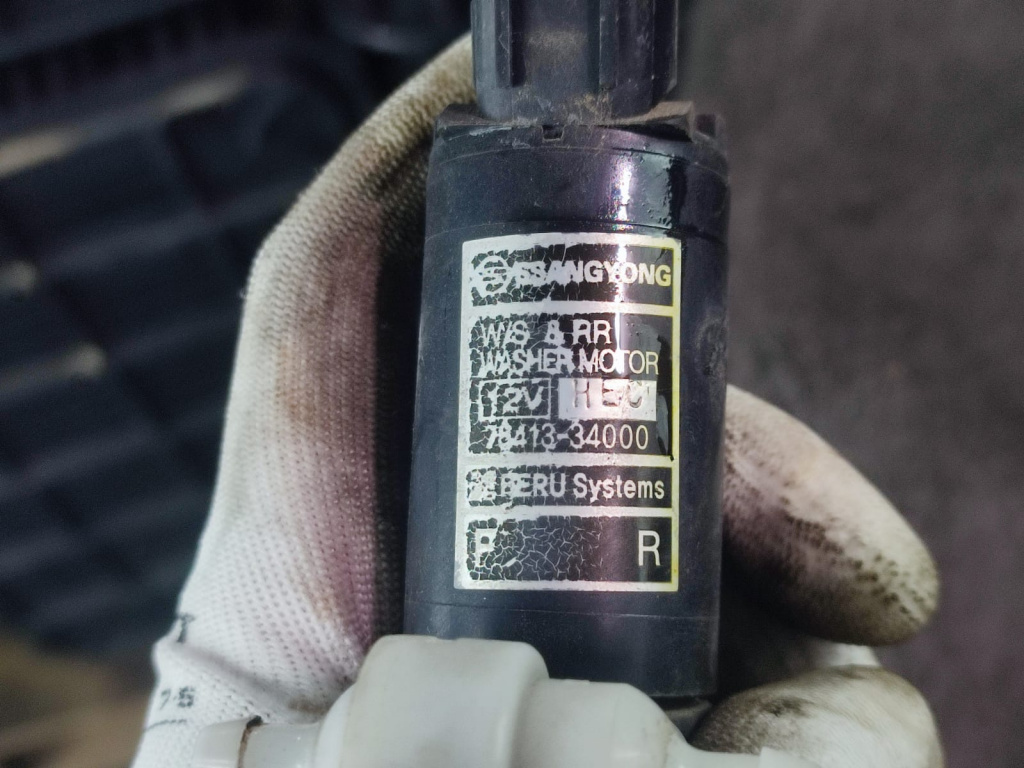 SSANGYONG
W/S & RR
WASHER MOTOR
12V
78413-34000
BERU Systems
F R